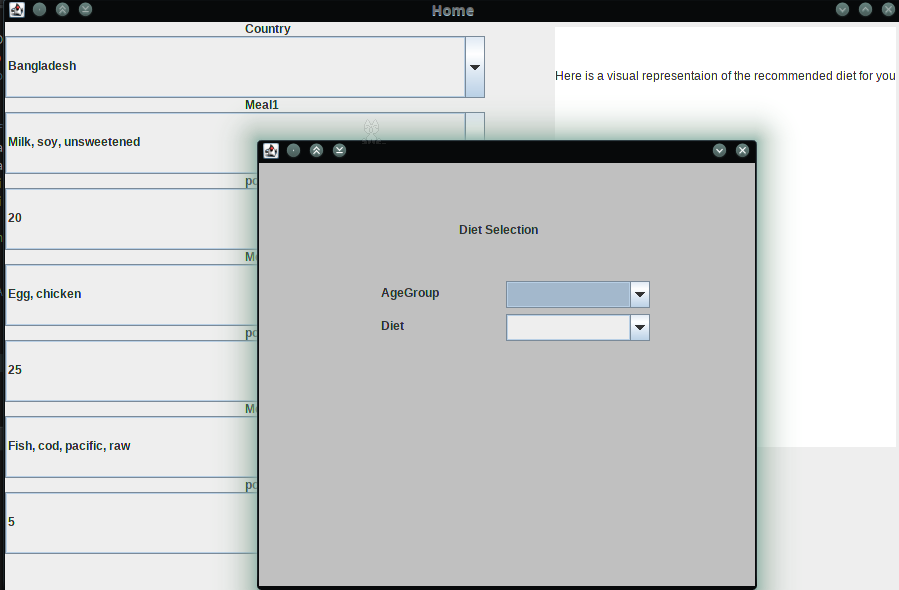 Home
Country
Bangladesh
Meal1
Milk, soy, unsweetened
po
20
Me
Egg, chicken
po
25
Me
Fish, cod, pacific, raw
po
5
Here is a visual representaion of the recommended diet for you
Diet Selection
AgeGroup
Diet